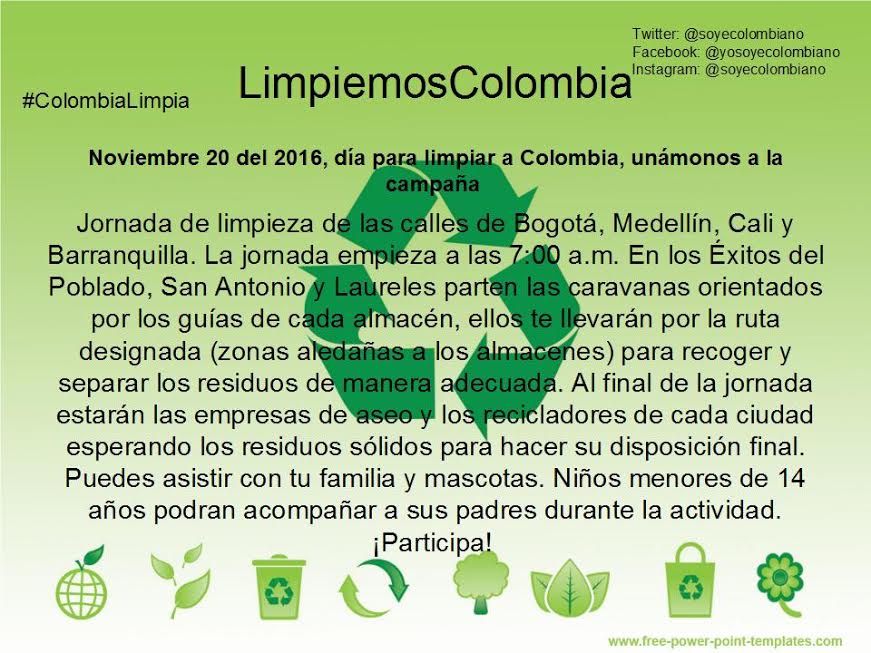 Twitter: @soyecolombiano
Facebook: @yosoyecolombiano
Instagram: @soyecolombiano
LimpiemosColombia
#ColombiaLimpia
Noviembre 20 del 2016, día para limpiar a Colombia, unámonos a la
campaña
Jornada de limpieza de las calles de Bogotá, Medellín, Cali y
Barranquilla. La jornada empieza a las 7:00 a.m. En los Éxitos del
Poblado, San Antonio y Laureles parten las caravanas orientados
por los guías de cada almacén, ellos te llevarán por la ruta
designada (zonas aledañas a los almacenes) para recoger y
separar los residuos de manera adecuada. Al final de la jornada
estarán las empresas de aseo y los recicladores de cada ciudad
esperando los residuos sólidos para hacer su disposición final.
Puedes asistir con tu familia y mascotas. Niños menores de 14
años podran acompañar a sus padres durante la actividad.
¡Participa!
www.free-power-point-templates.com